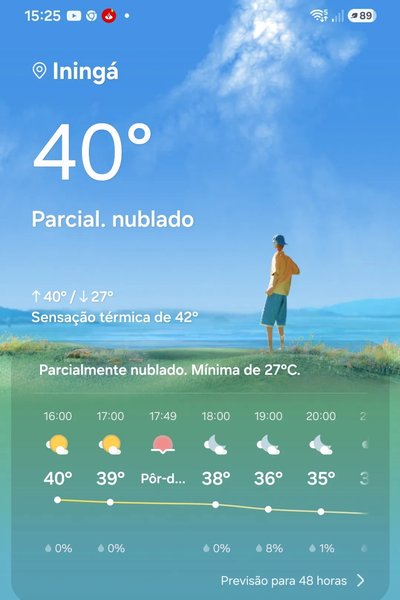 15:25 89
Iningá
40°
Parcial. nublado
↑ 40° / ↓ 27°
Sensação térmica de 42°
Parcialmente nublado. Mínima de 27°C.
16:00 17:00 17:49 18:00 19:00 20:00 2
40° 39° Pôr-d... 38° 36° 35° 3
0% 0% 0% 8% 1%
Previsão para 48 horas